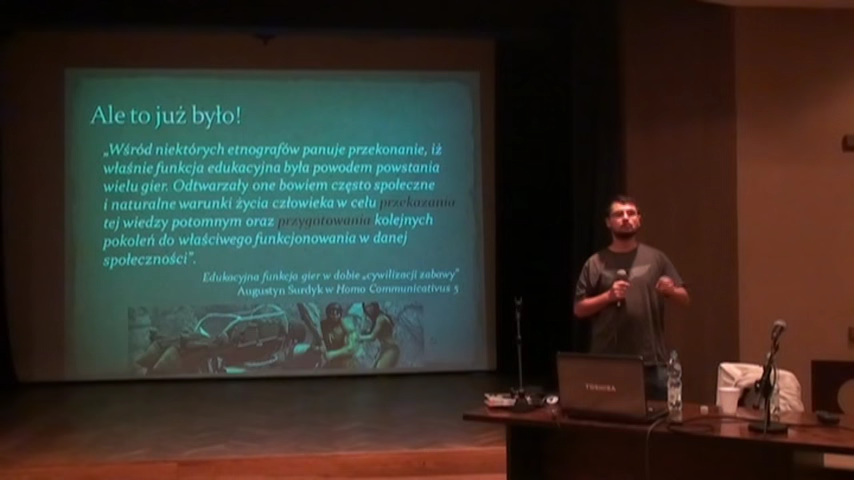 Ale to już było!
„Wśród niektórych etnografów panuje przekonanie, iż
właśnie funkcja edukacyjna była powodem powstania
wielu gier. Odtwarzały one bowiem często społeczne
i naturalne warunki życia człowieka w celu przekazania
tej wiedzy potomnym oraz przygotowania kolejnych
pokoleń do właściwego funkcjonowania w danej
społeczności”.
Edukacyjna funkcja gier w dobie „cywilizacji zabawy”
Augustyn Surdyk w Homo Communicativus 3
TOSHIBA